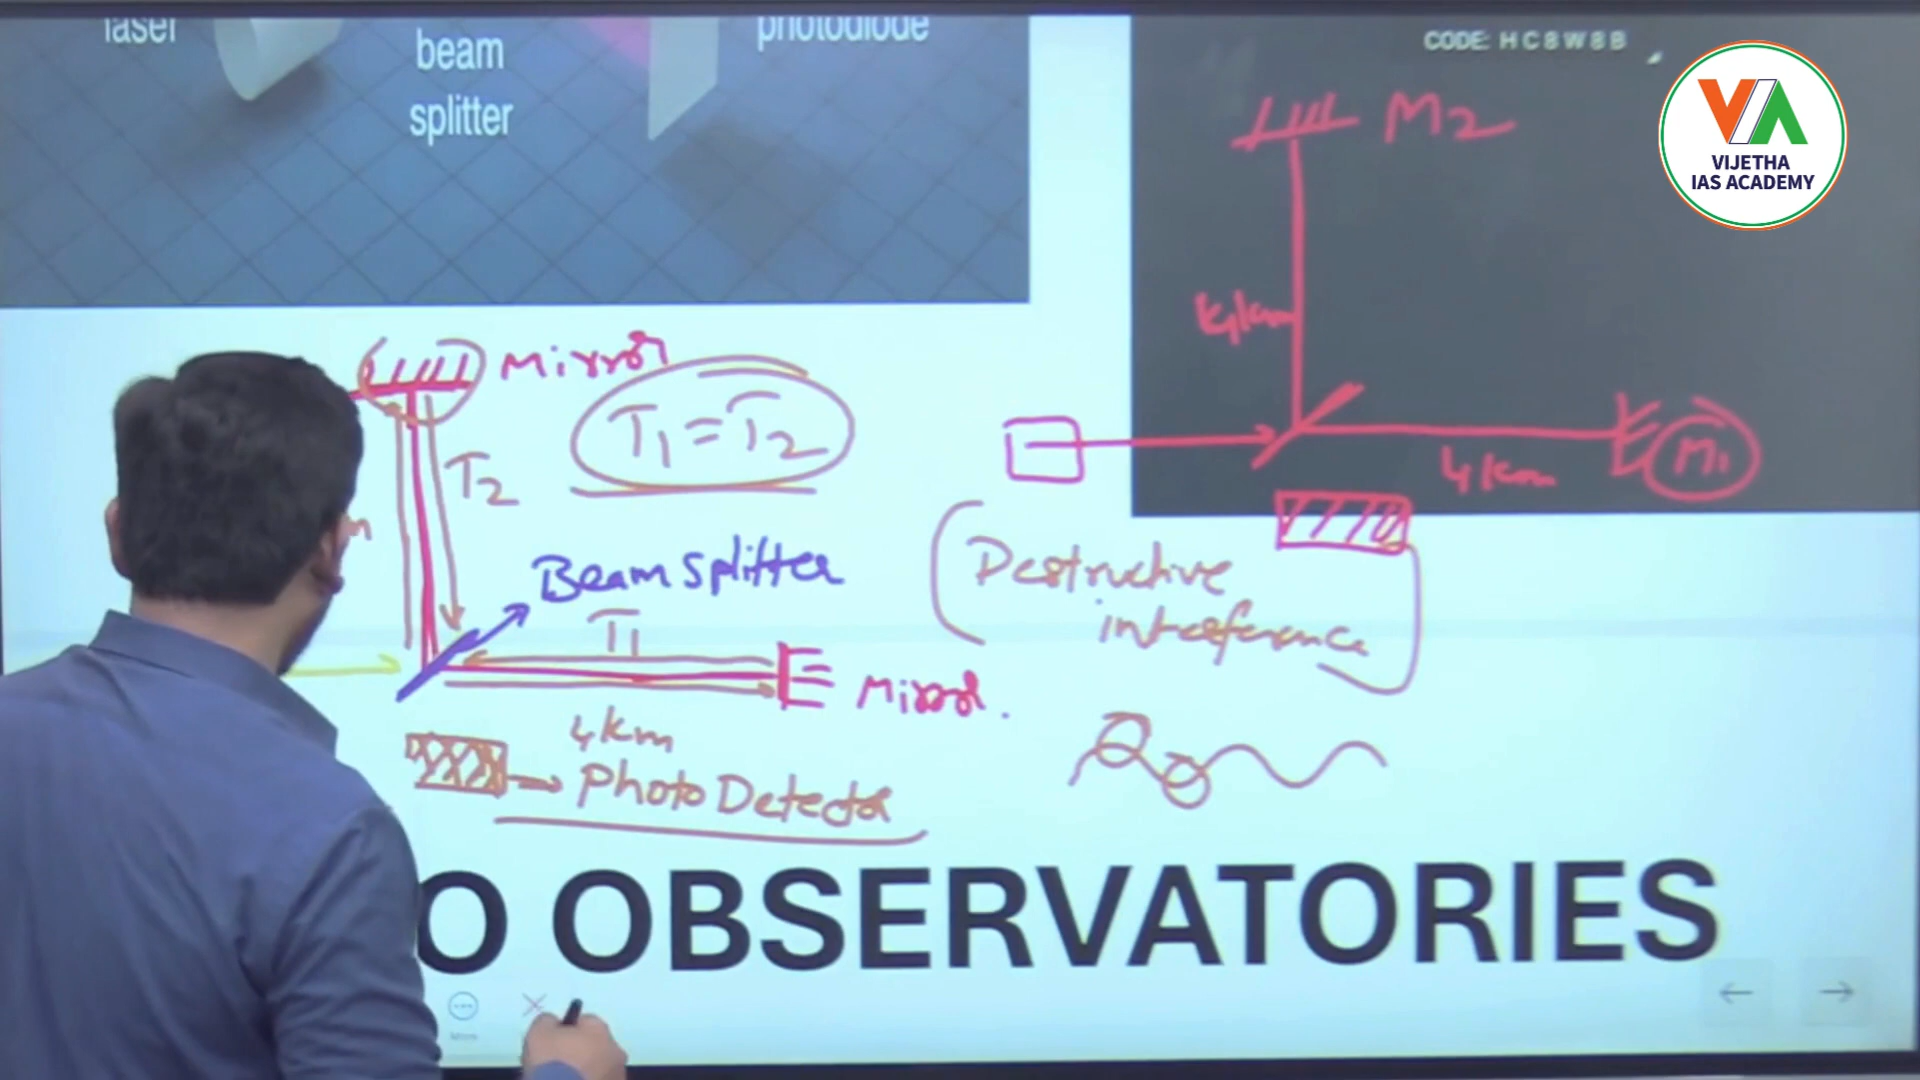 laser
beam
splitter
photodiode
CODE: HC8W8B
VIJETHA
IAS ACADEMY
M2
4km
4km
M1
Mirror
T1 = T2
T2
Beam splitter
T1
Mirror.
4km
Photo Detector
Destructive
interference
O OBSERVATORIES